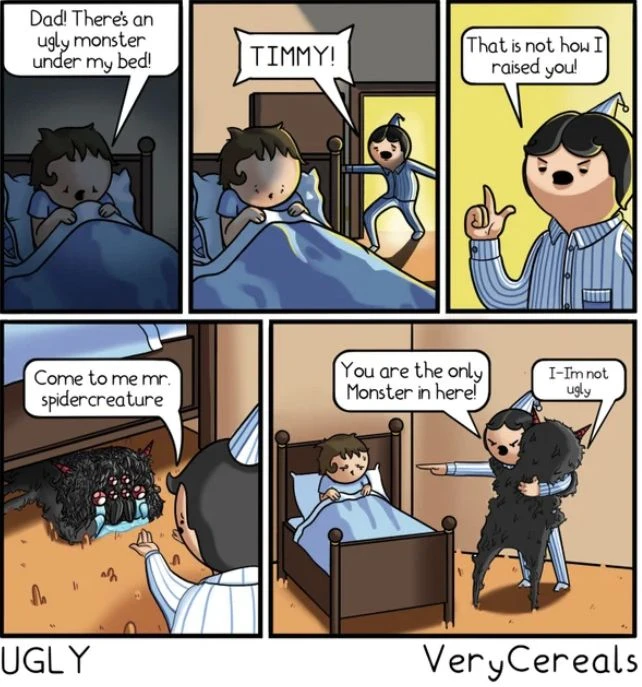 Dad! There's an
ugly monster
under my bed!
TIMMY!
That is not how I
raised you!
Come to me mr.
spidercreature
You are the only
Monster in here!
I-I'm not
ugly
UGLY
VeryCereals